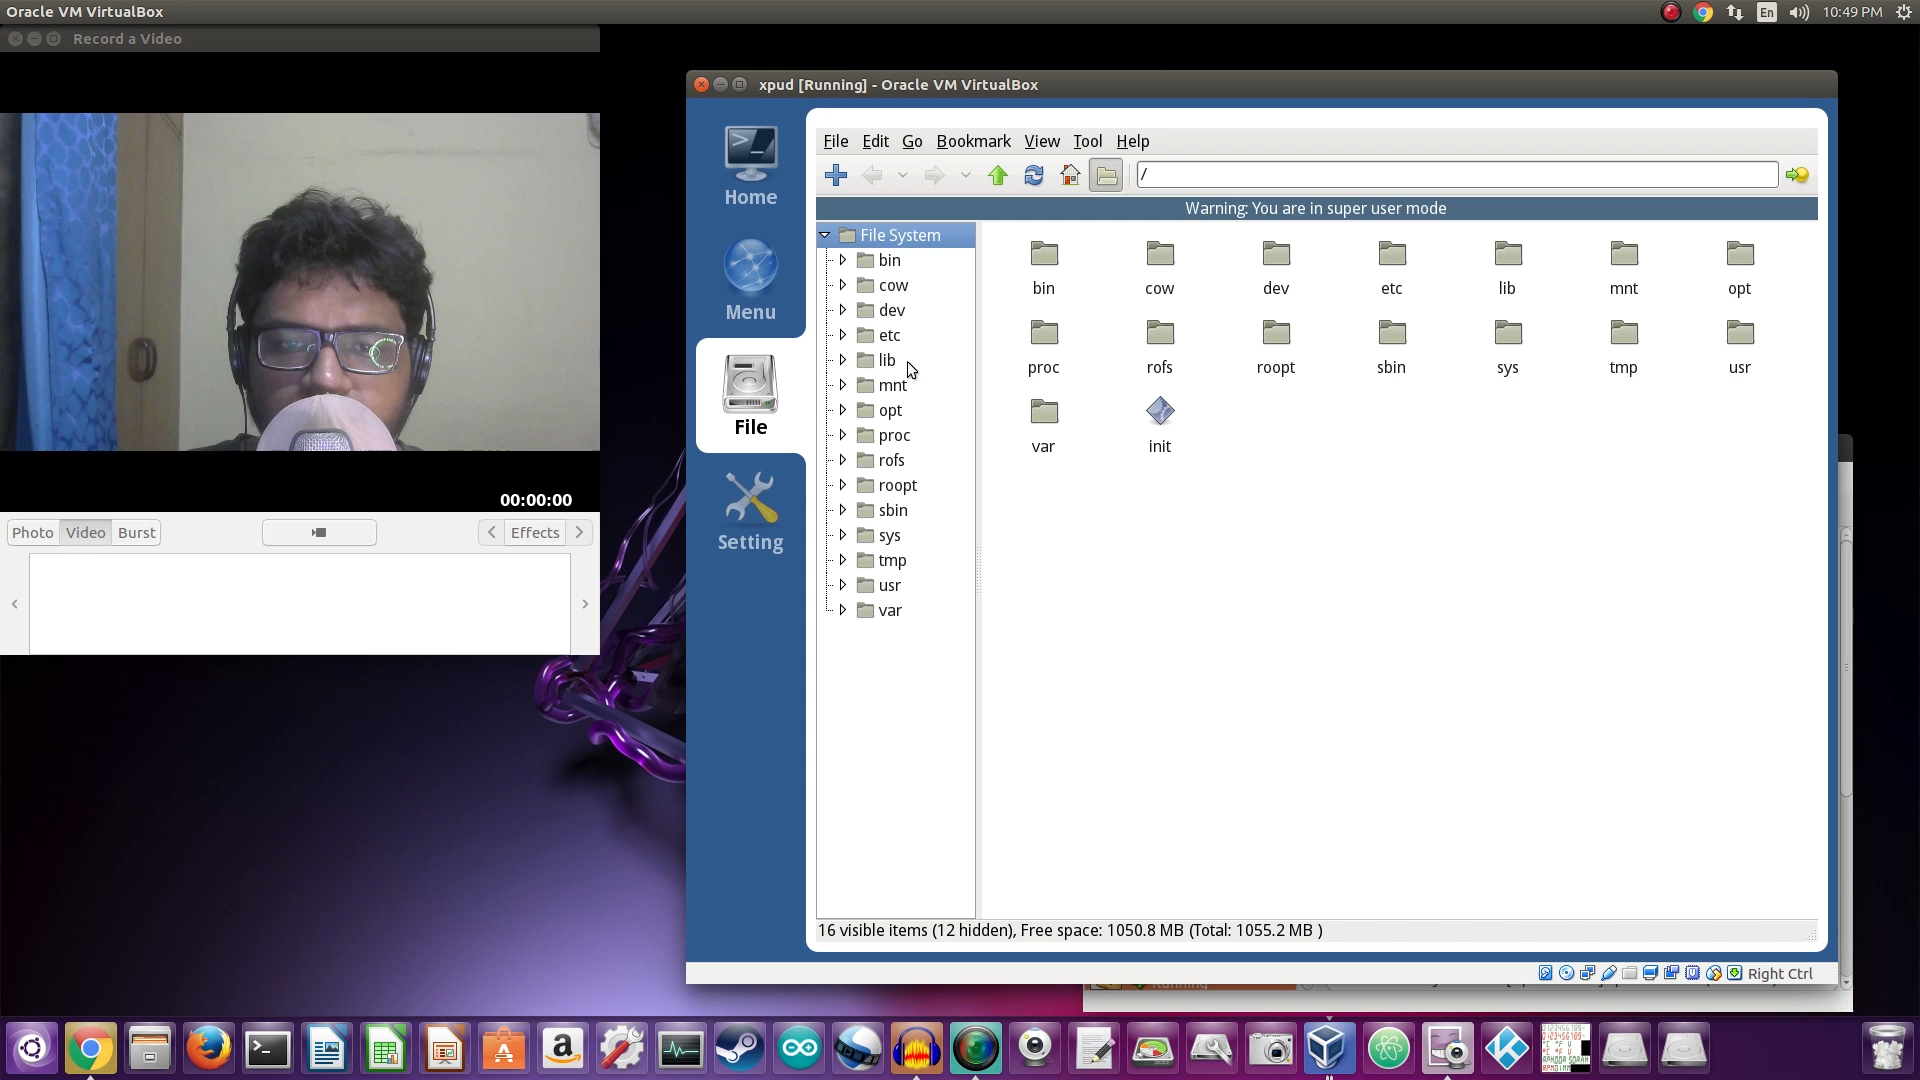 Oracle VM VirtualBox
En
10:49 PM
Record a Video
00:00:00
Photo
Video
Burst
Effects
xpud [Running] - Oracle VM VirtualBox
Home
Menu
File
Setting
File Edit Go Bookmark View Tool Help
/
Warning: You are in super user mode
File System
bin
cow
dev
etc
lib
mnt
opt
proc
rofs
roopt
sbin
sys
tmp
usr
var
bin cow dev etc lib mnt opt
proc rofs roopt sbin sys tmp usr
var init
16 visible items (12 hidden), Free space: 1050.8 MB (Total: 1055.2 MB )
Right Ctrl
Running